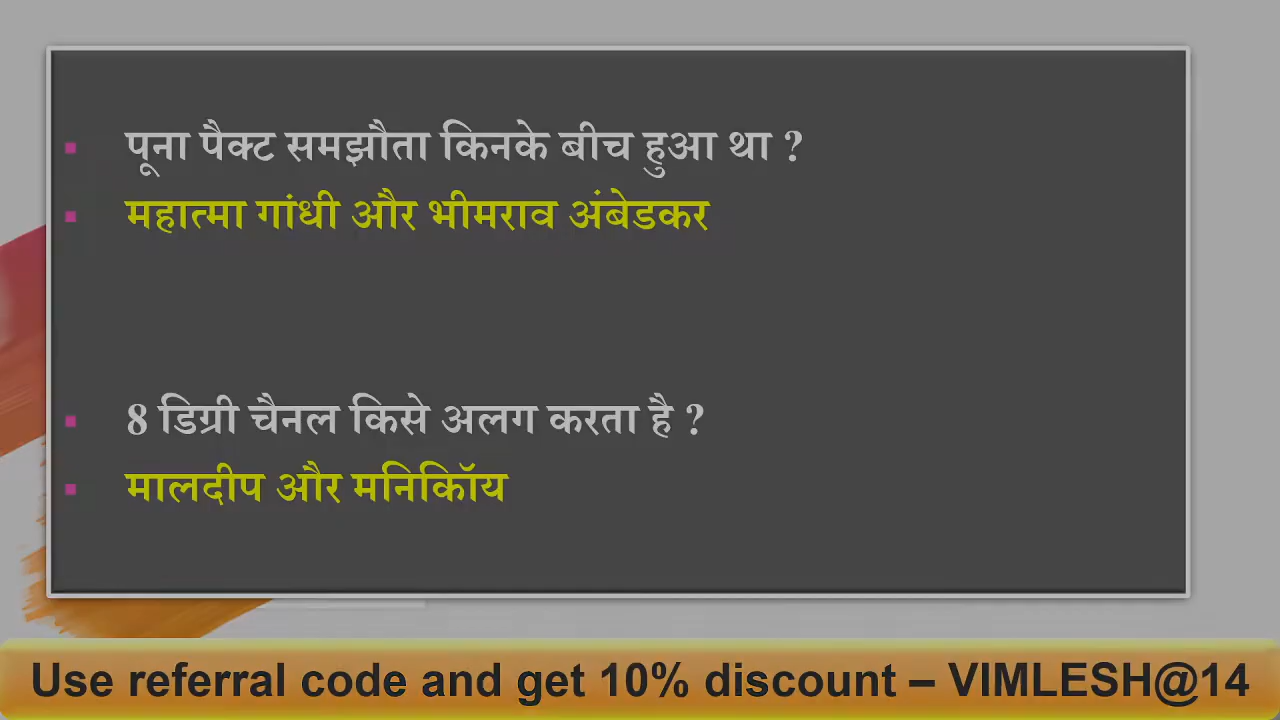 पूना पैक्ट समझौता किनके बीच हुआ था ?
महात्मा गांधी और भीमराव अंबेडकर
8 डिग्री चैनल किसे अलग करता है ?
मालदीप और मनिकॉिय
Use referral code and get 10% discount – VIMLESH@14